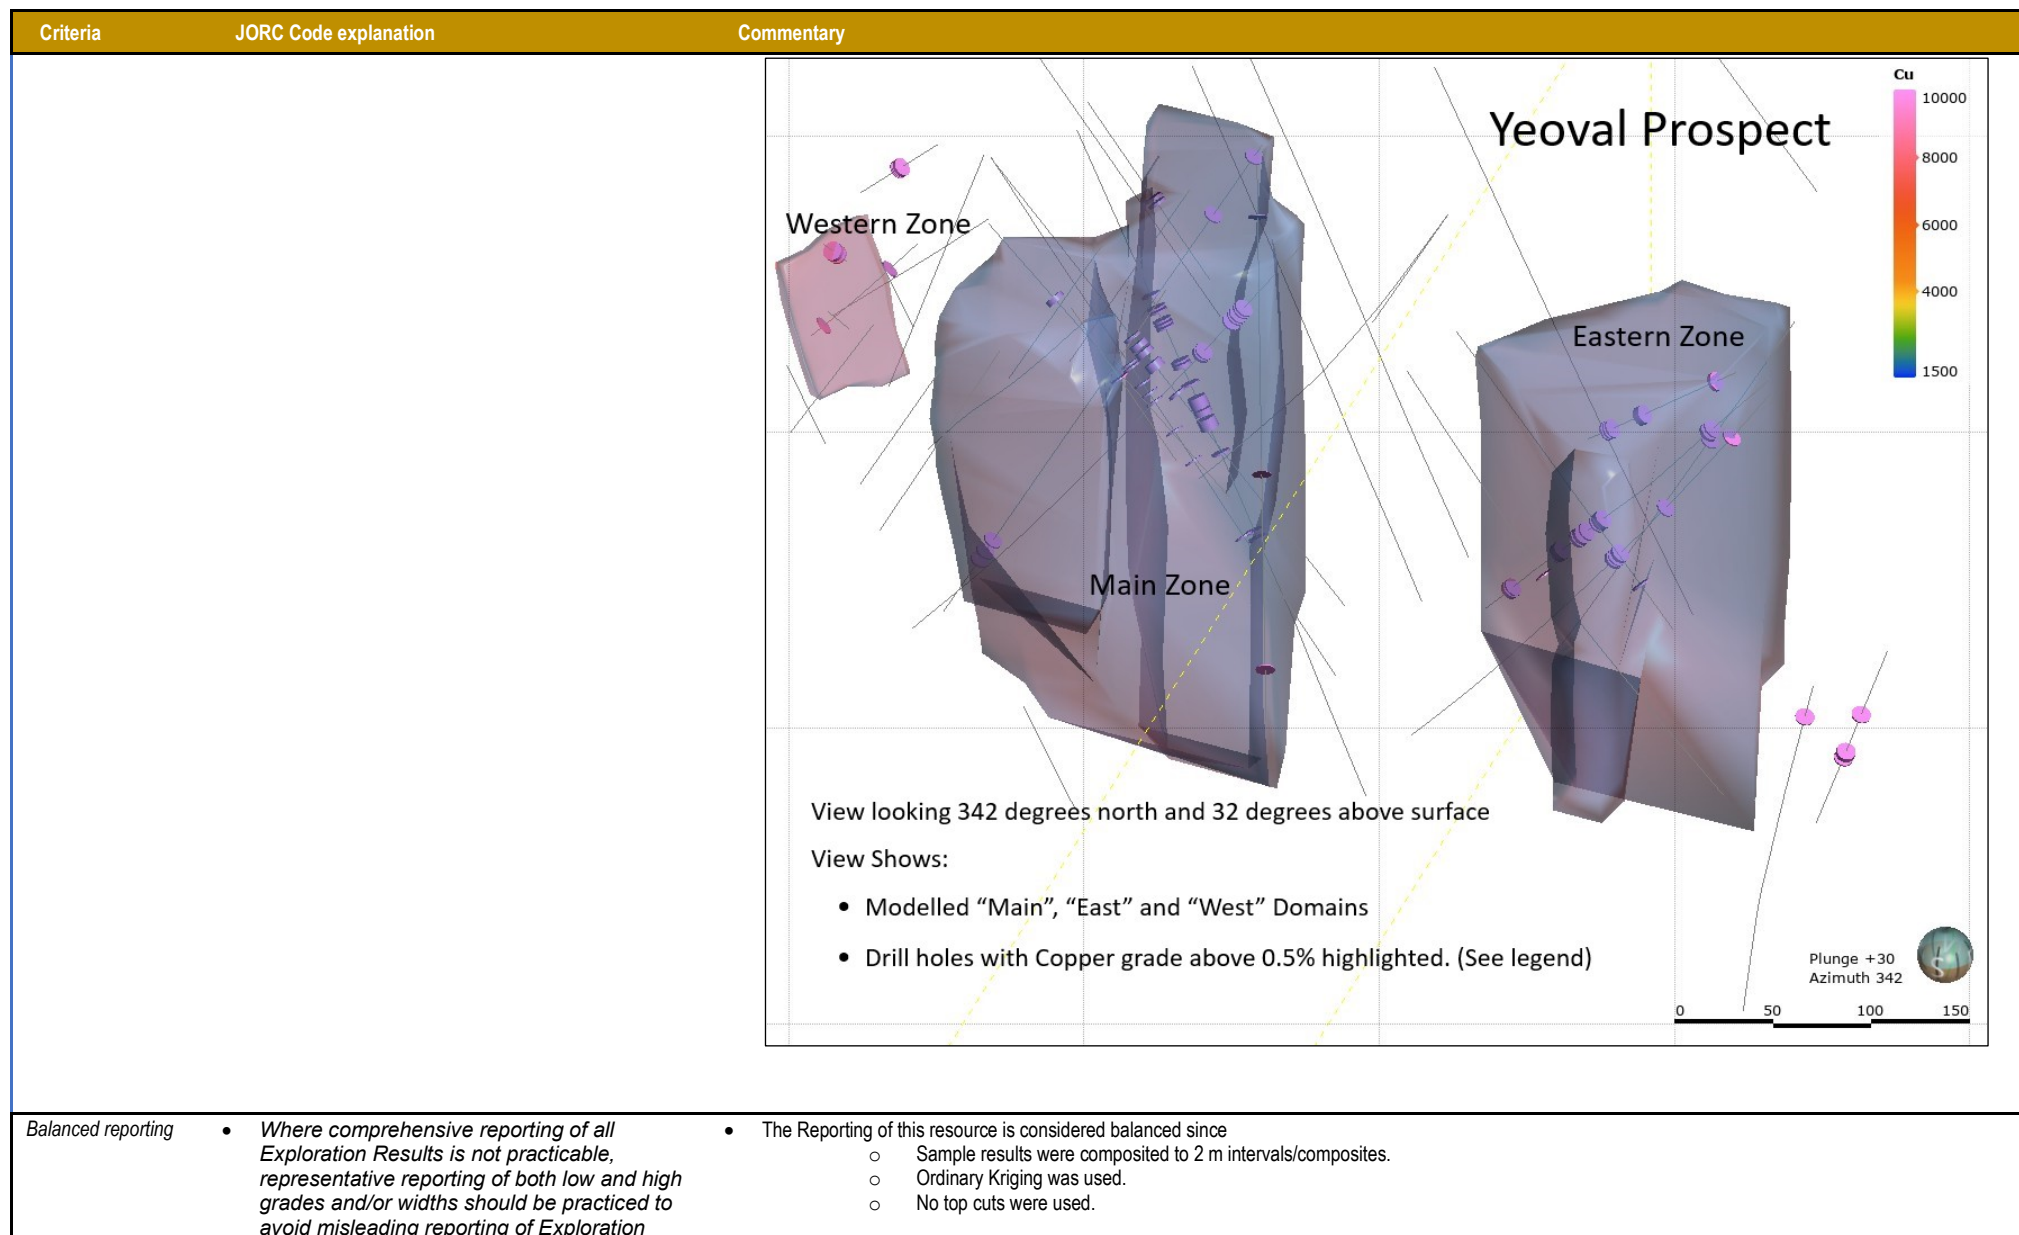 Criteria JORC Code explanation Commentary
Cu
10000
Yeoval Prospect
8000
Western Zone
6000
4000
Eastern Zone
1500
Main Zone
View looking 342 degrees north and 32 degrees above surface
View Shows:
• Modelled “Main”, “East” and “West” Domains
• Drill holes with Copper grade above 0.5% highlighted. (See legend)
Plunge +30
Azimuth 342
S
0 50 100 150
Balanced reporting
• Where comprehensive reporting of all
Exploration Results is not practicable,
representative reporting of both low and high
grades and/or widths should be practiced to
avoid misleading reporting of Exploration
• The Reporting of this resource is considered balanced since
o Sample results were composited to 2 m intervals/composites.
o Ordinary Kriging was used.
o No top cuts were used.